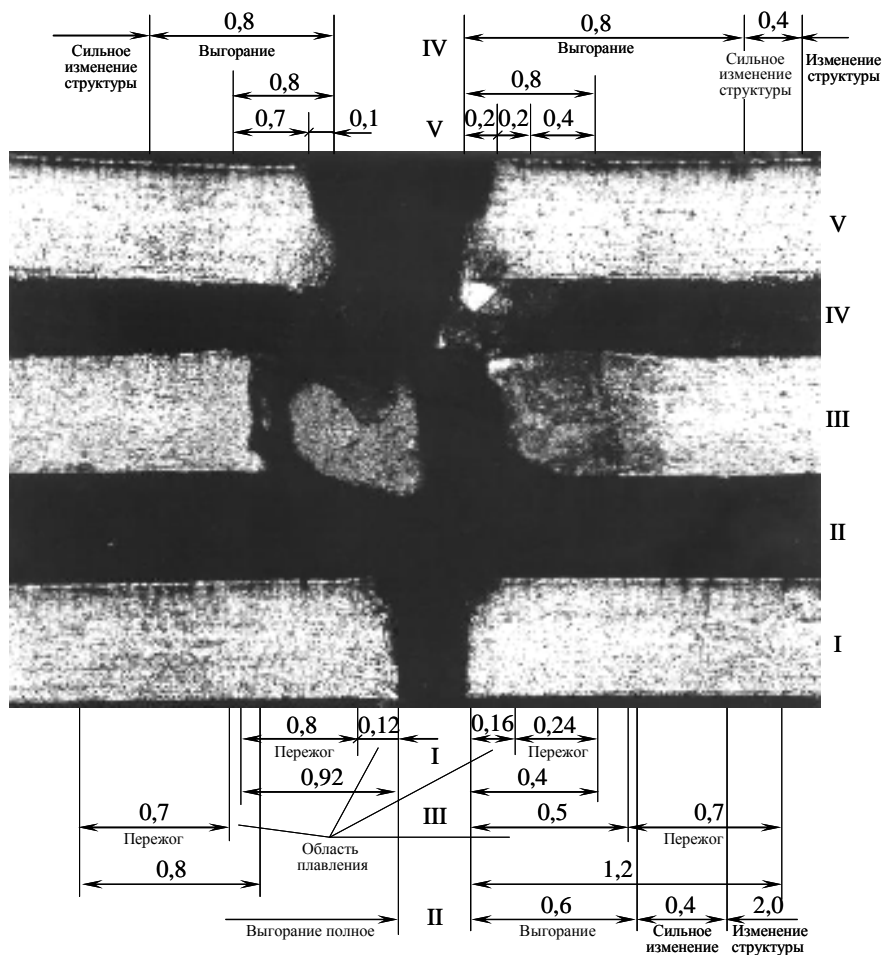 0,8
0,8
0,4
Сильное
изменение
структуры
Выгорание
IV
Выгорание
Сильное
изменение
структуры
Изменение
структуры
0,8
0,8
0,7
0,1
V
0,2
0,2
0,4
V
IV
III
II
I
0,8
0,12
I
0,16
0,24
Пережог
Пережог
0,92
0,4
0,7
III
0,5
0,7
Пережог
Область
плавления
Пережог
0,8
1,2
II
0,6
0,4
2,0
Выгорание полное
Выгорание
Сильное
изменение
Изменение
структуры